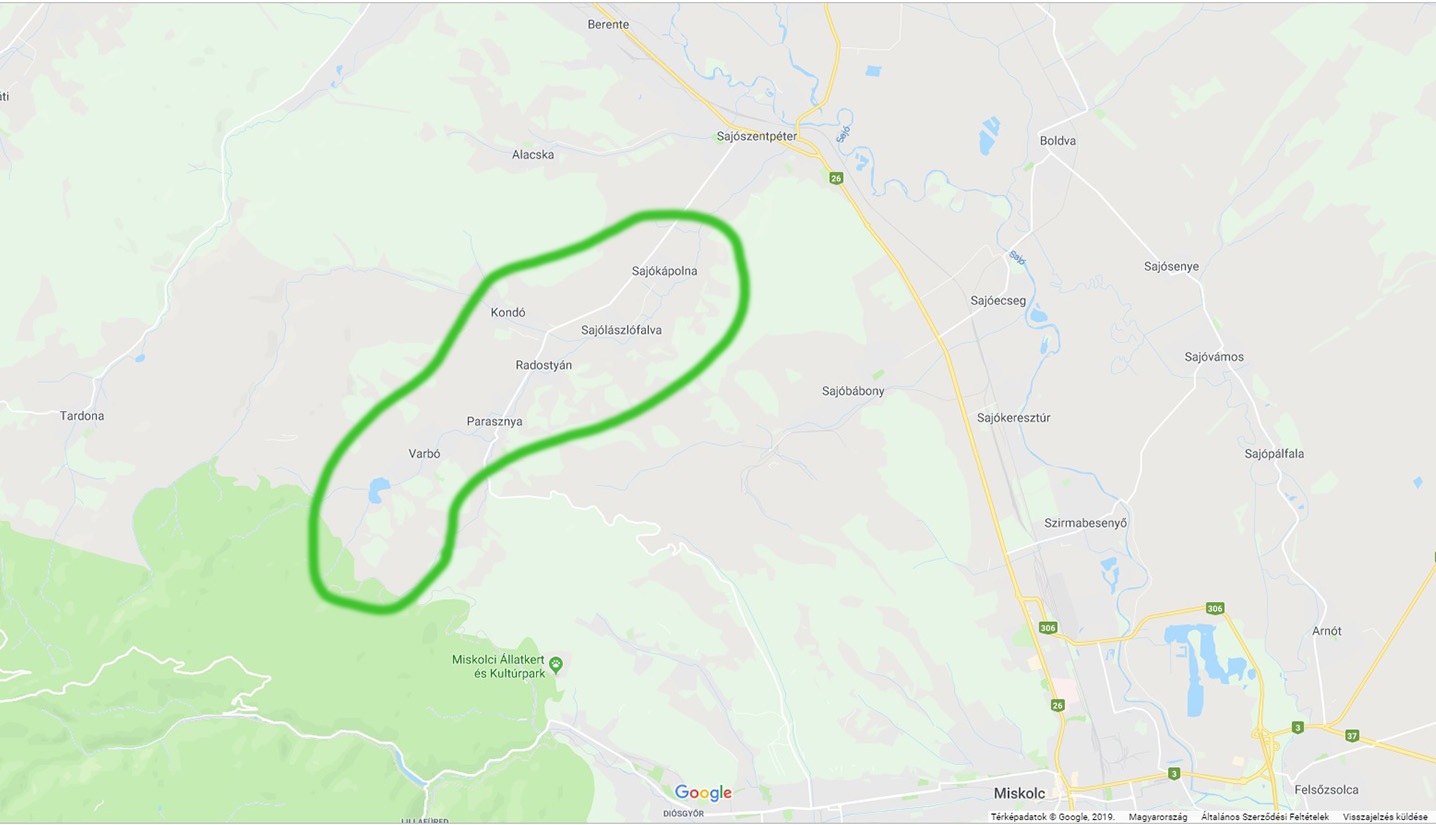 Berente
Sajószentpéter
Sajó
Boldva
Alacska
26
Sajó
Sajósenye
Sajókápolna
Sajóecseg
Kondó
Sajólászlófalva
Sajóvámos
Radostyán
Sajóbábony
Tardona
Parasznya
Sajókeresztúr
Varbó
Sajópálfala
Szirmabesenyő
306
306
Arnót
Miskolci Állatkert
és Kultúrpark
26
3
37
3
Google
Miskolc
Felsőzsolca
DIÓSGYŐR
Térképadatok © Google, 2019. Magyarország Általános Szerződési Feltételek Visszajelzés küldése